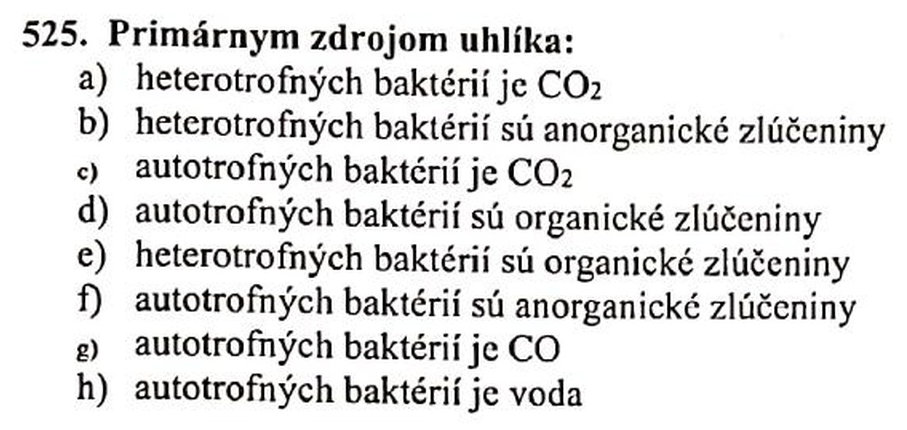 525. Primárnym zdrojom uhlíka:
a) heterotrofných baktérií je CO2
b) heterotrofných baktérií sú anorganické zlúčeniny
c) autotrofných baktérií je CO2
d) autotrofných baktérií sú organické zlúčeniny
e) heterotrofných baktérií sú organické zlúčeniny
f) autotrofných baktérií sú anorganické zlúčeniny
g) autotrofných baktérií je CO
h) autotrofných baktérií je voda